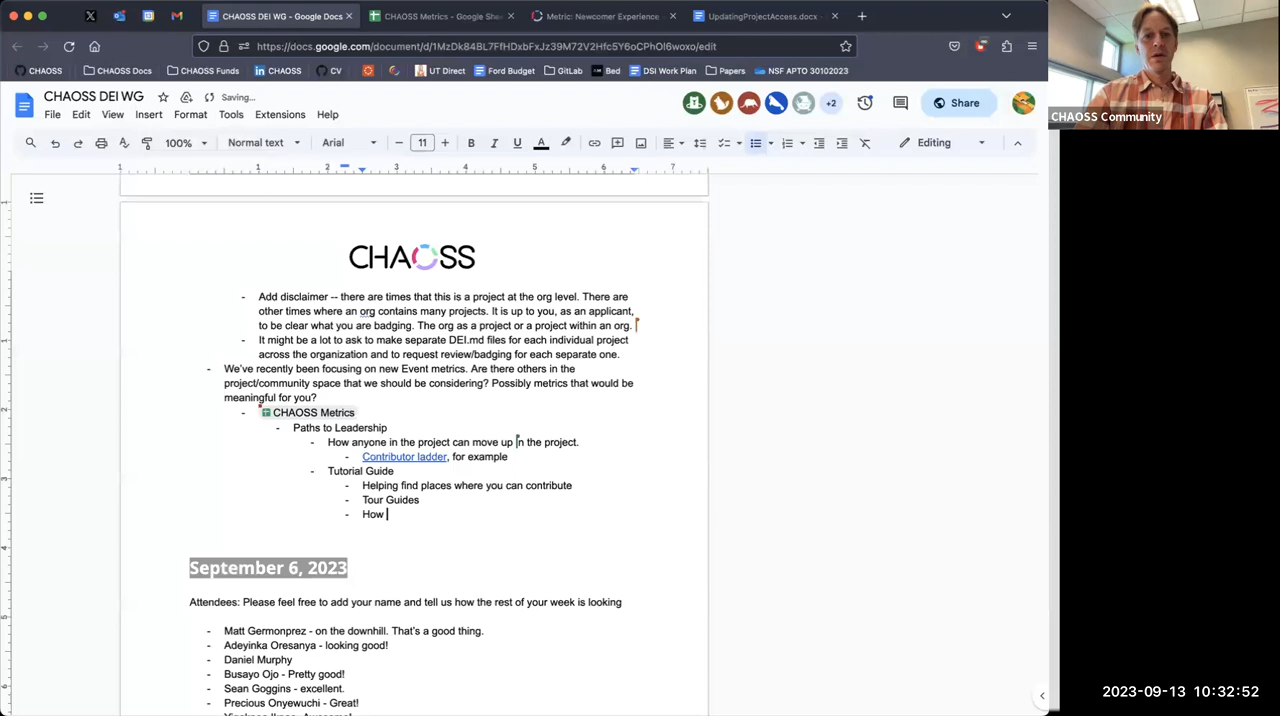 CHAOSS DEI WG - Google Docs
CHAOSS Metrics - Google She
Metric: Newcomer Experience
UpdatingProjectAccess.docx
https://docs.google.com/document/d/1MzDk84BL7FfHDxbFxJz39M72V2Hfc5Y6oCPhOl6woxo/edit
CHAOSS
CHAOSS Docs
CHAOSS Funds
CHAOSS
CV
UT Direct
Ford Budget
GitLab
Bed
DSI Work Plan
Papers
NSF APTO 30102023
CHAOSS DEI WG
Saving...
File Edit View Insert Format Tools Extensions Help
+2
Share
100%
Normal text
Arial
11
Editing
CHAOSS Community
CHAOSS
- Add disclaimer -- there are times that this is a project at the org level. There are
other times where an org contains many projects. It is up to you, as an applicant,
to be clear what you are badging. The org as a project or a project within an org.
- It might be a lot to ask to make separate DEI.md files for each individual project
across the organization and to request review/badging for each separate one.
- We've recently been focusing on new Event metrics. Are there others in the
project/community space that we should be considering? Possibly metrics that would be
meaningful for you?
- CHAOSS Metrics
- Paths to Leadership
- How anyone in the project can move up in the project.
- Contributor ladder, for example
- Tutorial Guide
- Helping find places where you can contribute
- Tour Guides
- How
September 6, 2023
Attendees: Please feel free to add your name and tell us how the rest of your week is looking
- Matt Germonprez - on the downhill. That's a good thing.
- Adeyinka Oresanya - looking good!
- Daniel Murphy
- Busayo Ojo - Pretty good!
- Sean Goggins - excellent.
- Precious Onyewuchi - Great!
2023-09-13 10:32:52